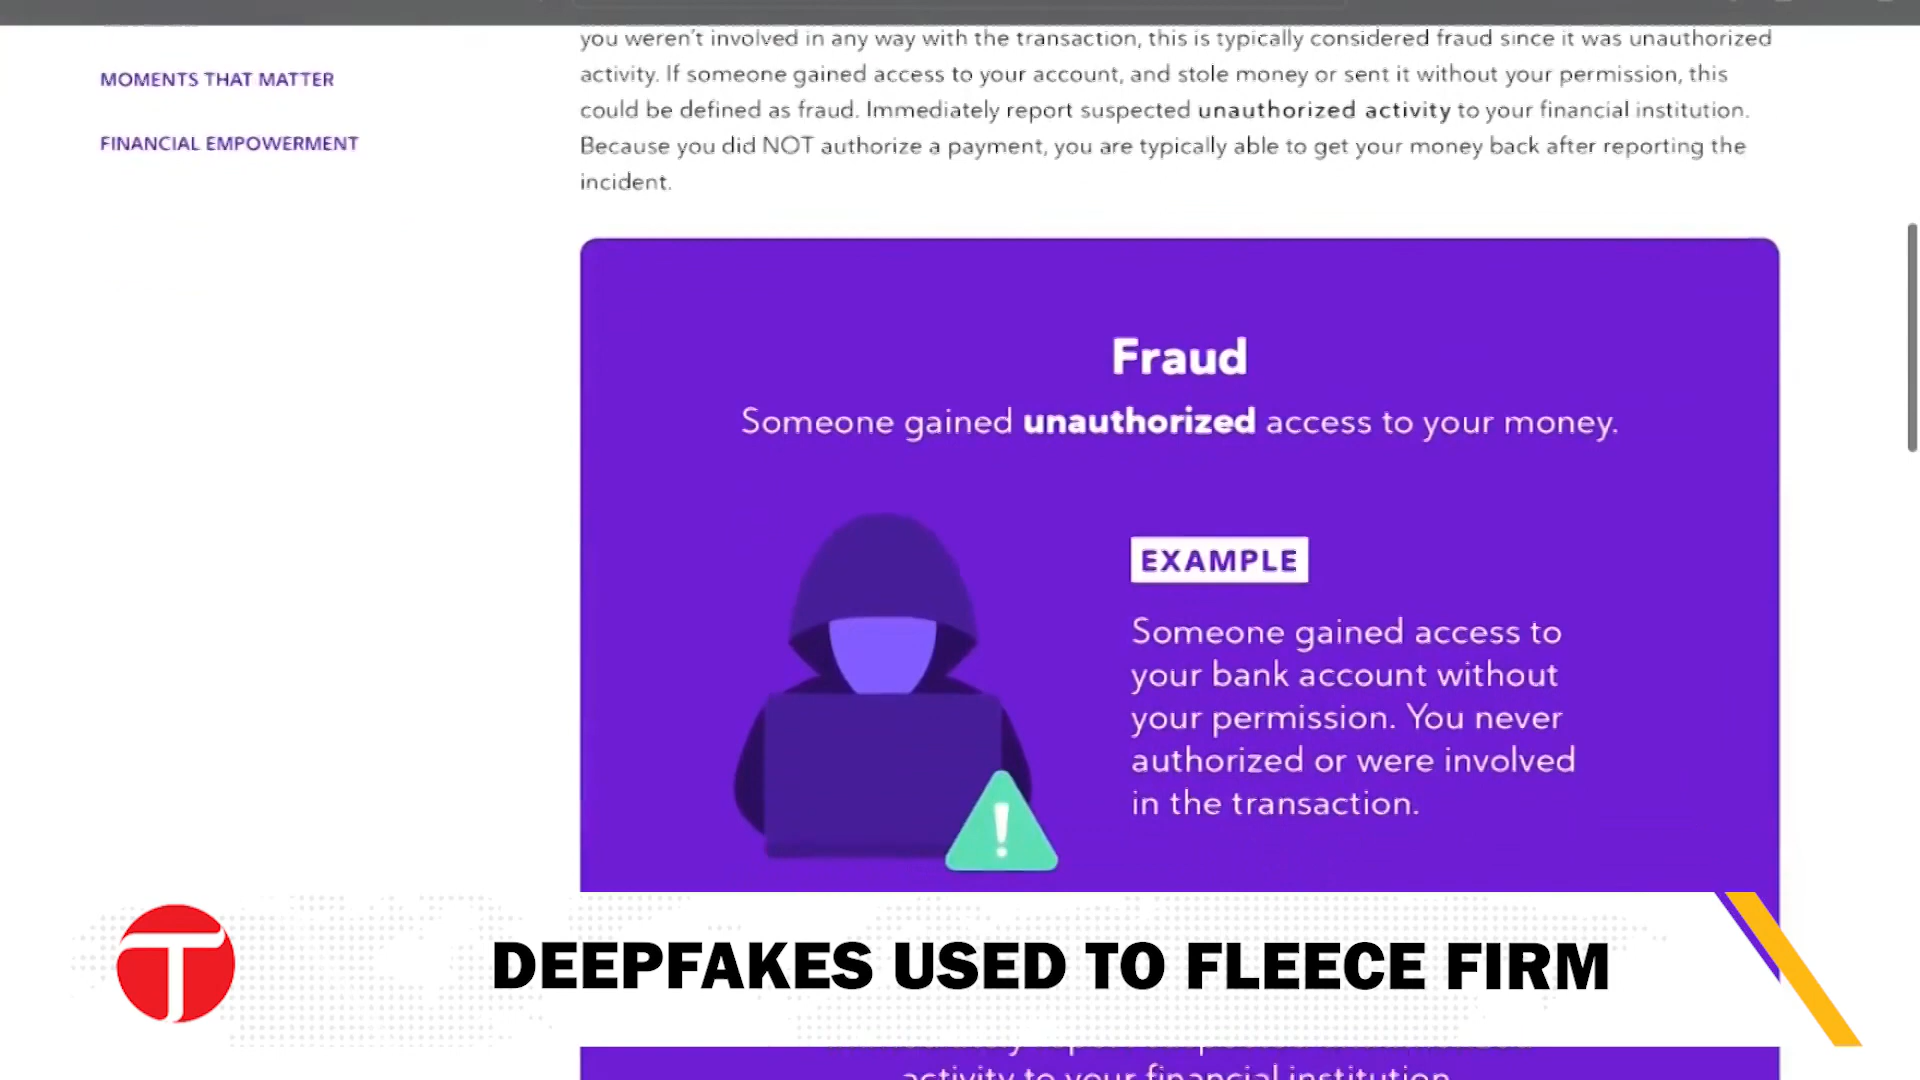 you weren't involved in any way with the transaction, this is typically considered fraud since it was unauthorized
activity. If someone gained access to your account, and stole money or sent it without your permission, this
could be defined as fraud. Immediately report suspected unauthorized activity to your financial institution.
Because you did NOT authorize a payment, you are typically able to get your money back after reporting the
incident.
MOMENTS THAT MATTER
FINANCIAL EMPOWERMENT
Fraud
Someone gained unauthorized access to your money.
EXAMPLE
Someone gained access to
your bank account without
your permission. You never
authorized or were involved
in the transaction.
T
DEEPFAKES USED TO FLEECE FIRM
activity to your financial institution